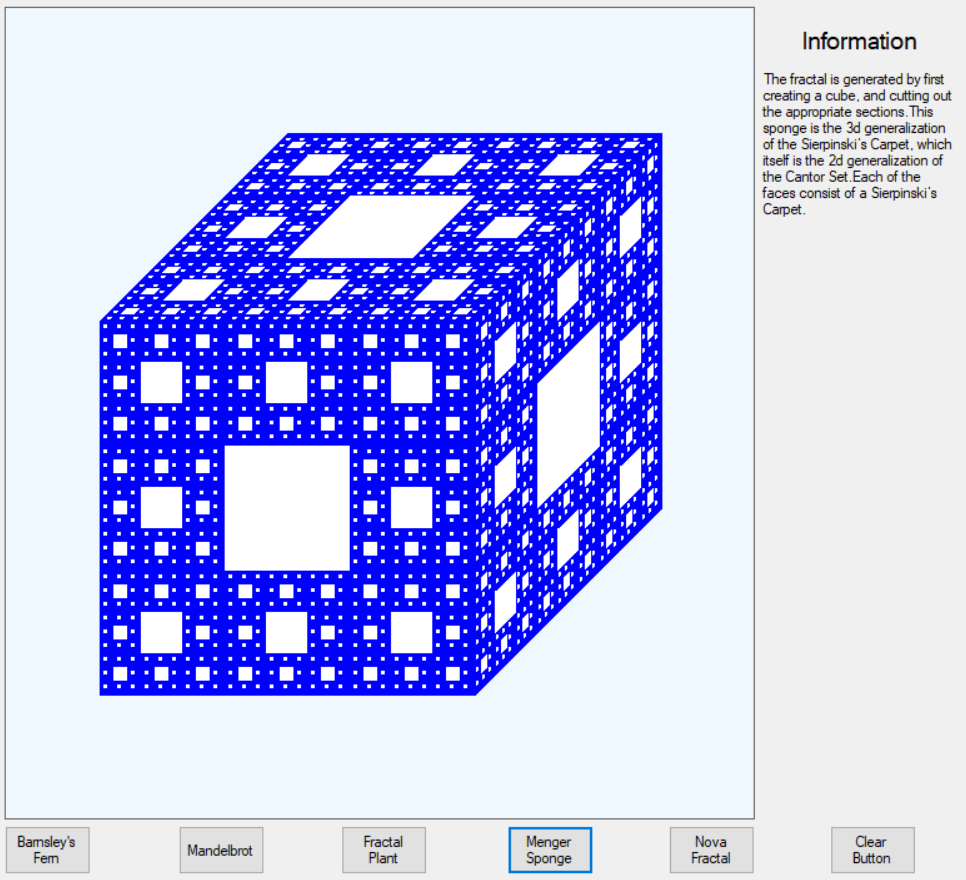 Information
The fractal is generated by first
creating a cube, and cutting out
the appropriate sections.This
sponge is the 3d generalization
of the Sierpinski's Carpet, which
itself is the 2d generalization of
the Cantor Set.Each of the
faces consist of a Sierpinski's
Carpet.
Barnsley's
Fern
Mandelbrot
Fractal
Plant
Menger
Sponge
Nova
Fractal
Clear
Button